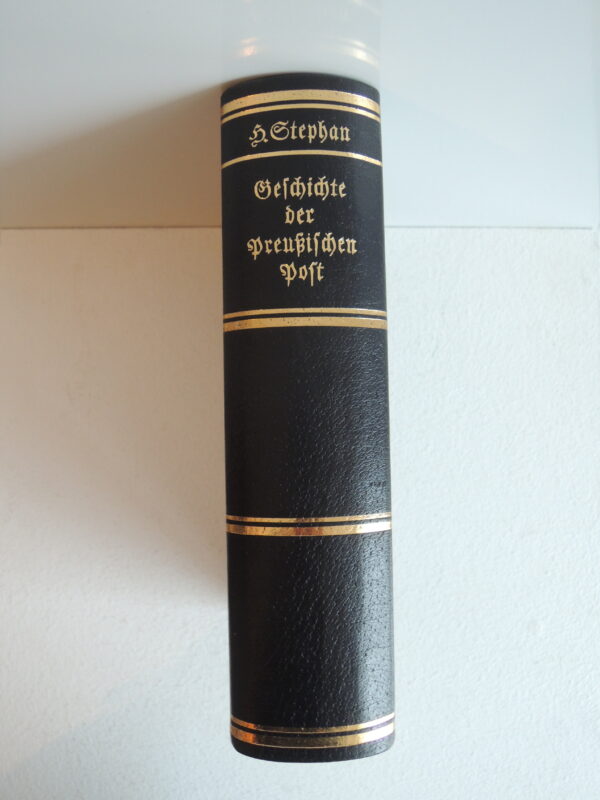 H. Stephan
Geſchichte
der
Preußiſchen
Poſt